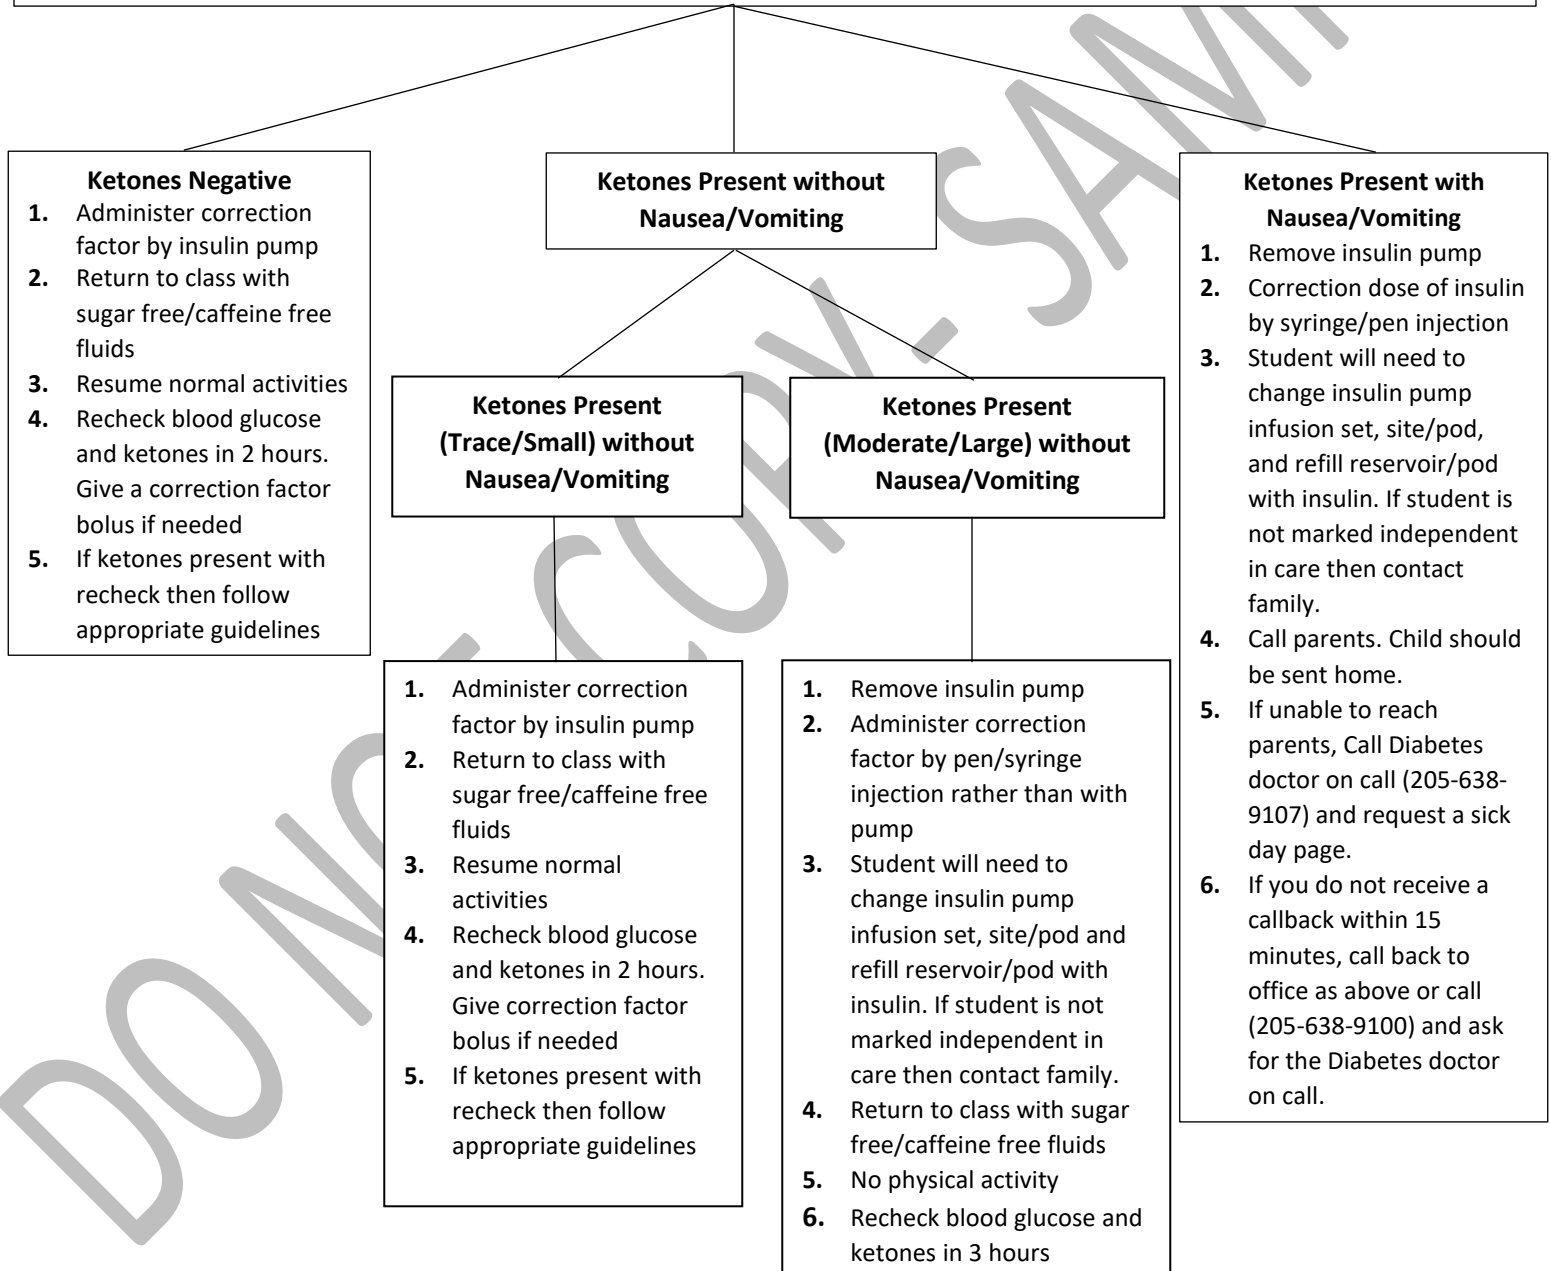 DO NOT COPY - SAM
Ketones Negative
1. Administer correction
factor by insulin pump
2. Return to class with
sugar free/caffeine free
fluids
3. Resume normal activities
4. Recheck blood glucose
and ketones in 2 hours.
Give a correction factor
bolus if needed
5. If ketones present with
recheck then follow
appropriate guidelines
Ketones Present without
Nausea/Vomiting
Ketones Present
(Trace/Small) without
Nausea/Vomiting
1. Administer correction
factor by insulin pump
2. Return to class with
sugar free/caffeine free
fluids
3. Resume normal
activities
4. Recheck blood glucose
and ketones in 2 hours.
Give correction factor
bolus if needed
5. If ketones present with
recheck then follow
appropriate guidelines
Ketones Present
(Moderate/Large) without
Nausea/Vomiting
1. Remove insulin pump
2. Administer correction
factor by pen/syringe
injection rather than with
pump
3. Student will need to
change insulin pump
infusion set, site/pod and
refill reservoir/pod with
insulin. If student is not
marked independent in
care then contact family.
4. Return to class with sugar
free/caffeine free fluids
5. No physical activity
6. Recheck blood glucose and
ketones in 3 hours
Ketones Present with
Nausea/Vomiting
1. Remove insulin pump
2. Correction dose of insulin
by syringe/pen injection
3. Student will need to
change insulin pump
infusion set, site/pod,
and refill reservoir/pod
with insulin. If student is
not marked independent
in care then contact
family.
4. Call parents. Child should
be sent home.
5. If unable to reach
parents, Call Diabetes
doctor on call (205-638-
9107) and request a sick
day page.
6. If you do not receive a
callback within 15
minutes, call back to
office as above or call
(205-638-9100) and ask
for the Diabetes doctor
on call.